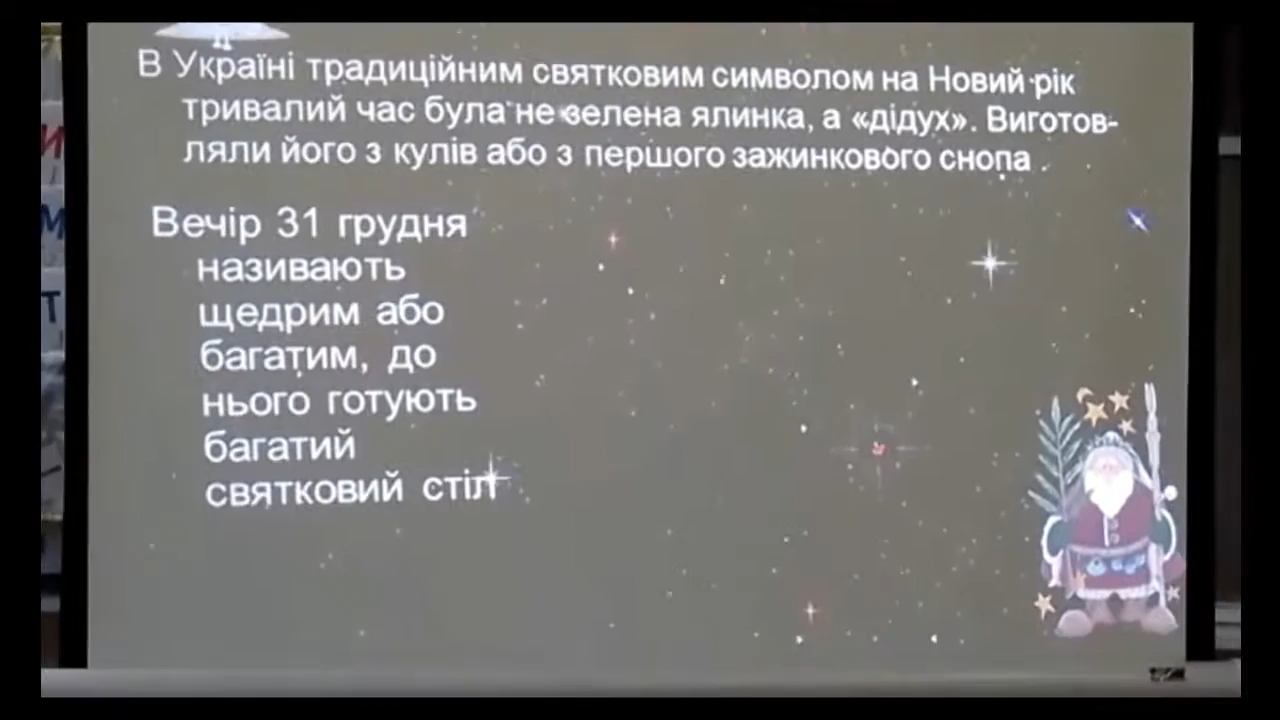 В Україні традиційним святковим символом на Новий рік
тривалий час була не зелена ялинка, а «дідух». Виготов-
ляли його з кулів або з першого зажинкового снопа .
Вечір 31 грудня
називають
щедрим або
багатим, до
нього готують
багатий
святковий стіл